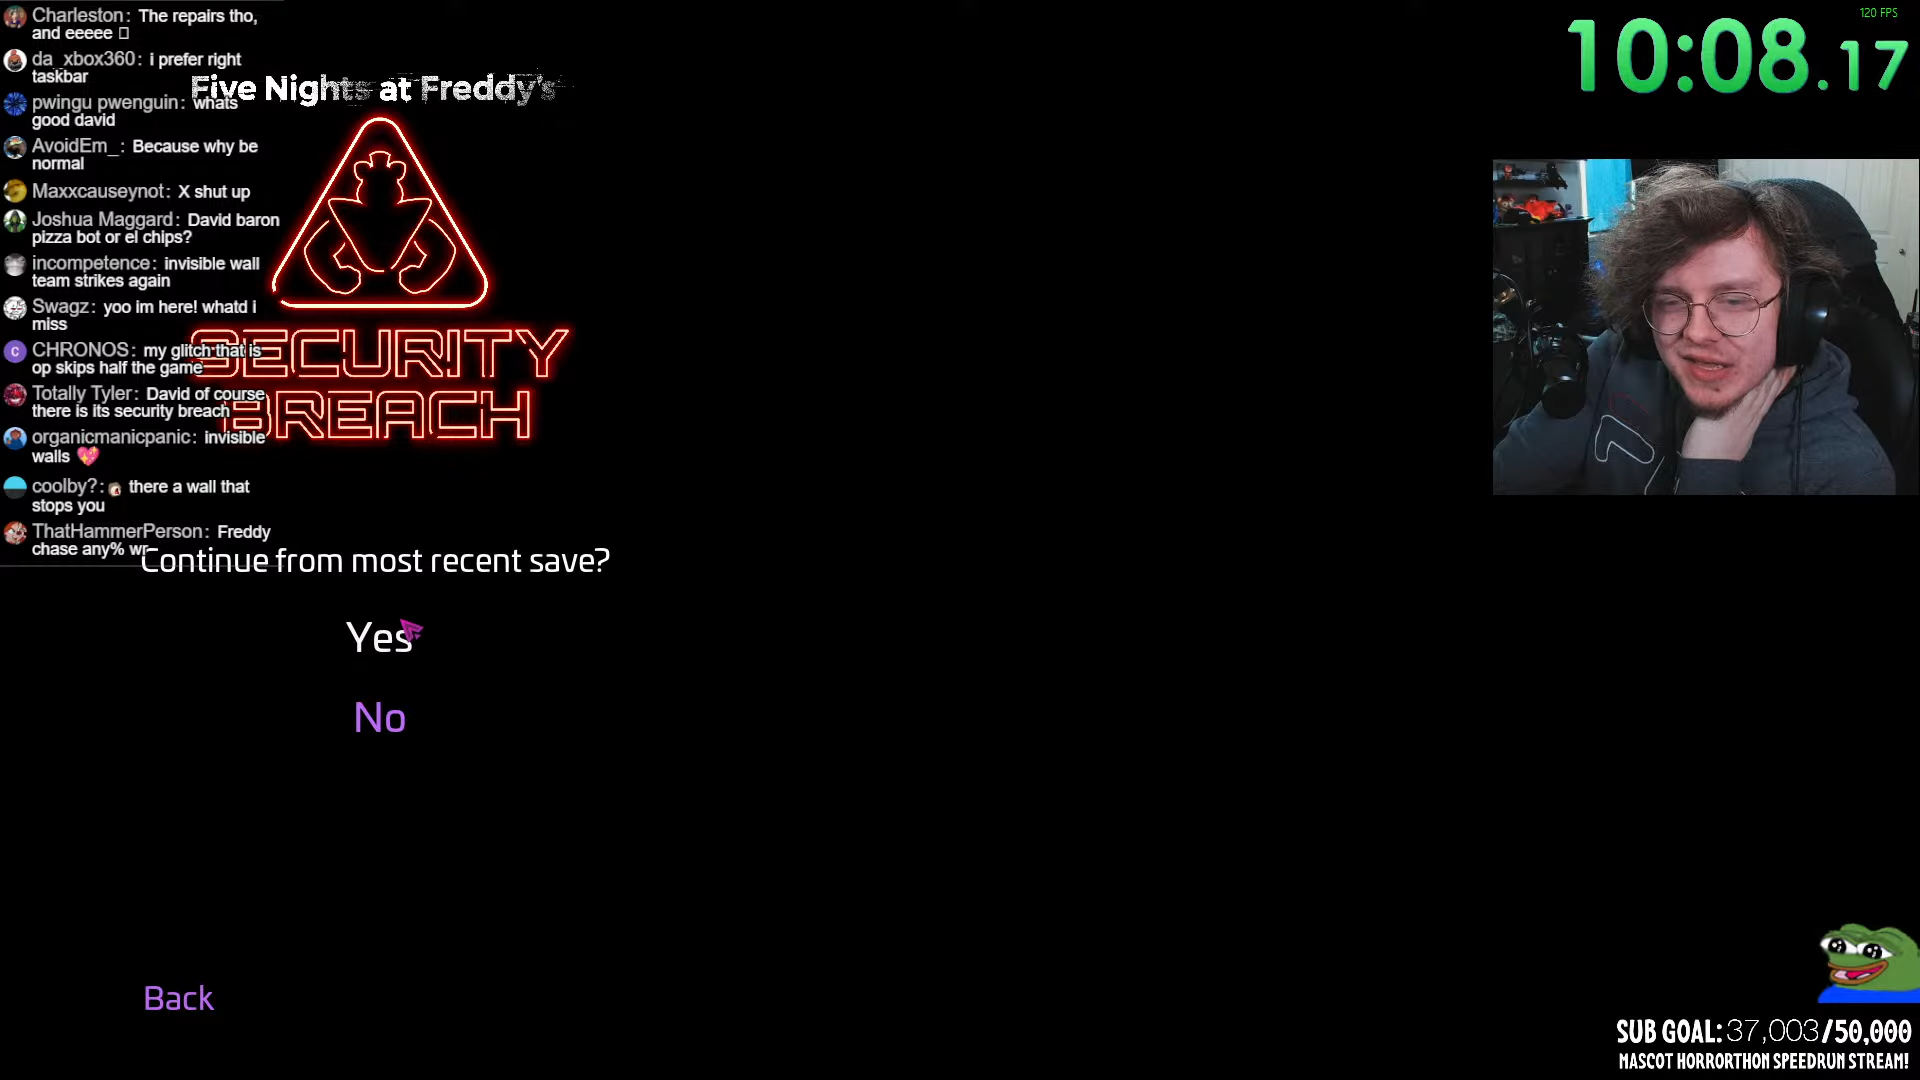 Charleston: The repairs tho,
and eeeee
da_xbox360: i prefer right
taskbar
pwingu pwenguin: whats
good david
AvoidEm_: Because why be
normal
Maxxcauseynot: X shut up
Joshua Maggard: David baron
pizza bot or el chips?
incompetence: invisible wall
team strikes again
Swagz: yoo im here! whatd i
miss
C CHRONOS: my glitch that is
op skips half the game
Totally Tyler: David of course
there is its security breach
organicmanicpanic: invisible
walls 💖
coolby?: there a wall that
stops you
ThatHammerPerson: Freddy
chase any% wr
Five Nights at Freddy's
SECURITY
BREACH
Continue from most recent save?
Yes
No
Back
120 FPS
10:08.17
SUB GOAL: 37,003/50,000
MASCOT HORRORTHON SPEEDRUN STREAM!